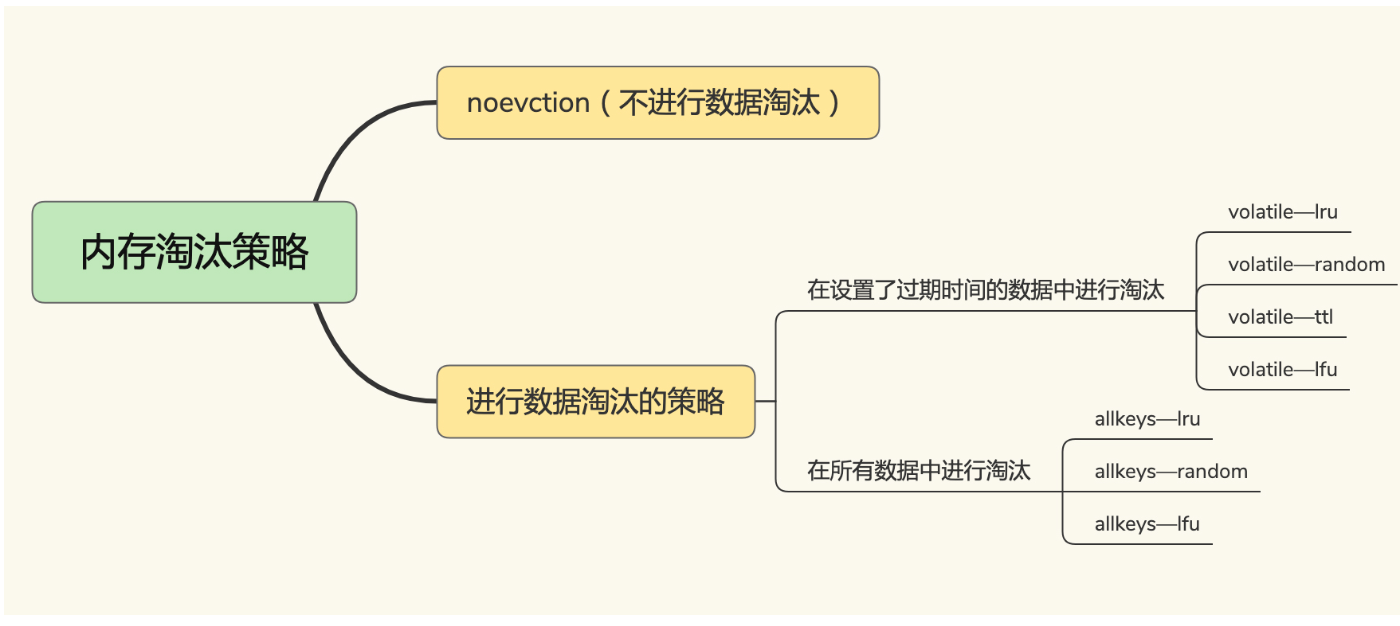 noevction（不进行数据淘汰）
内存淘汰策略
进行数据淘汰的策略
在设置了过期时间的数据中进行淘汰
volatile—lru
volatile—random
volatile—ttl
volatile—lfu
在所有数据中进行淘汰
allkeys—lru
allkeys—random
allkeys—lfu